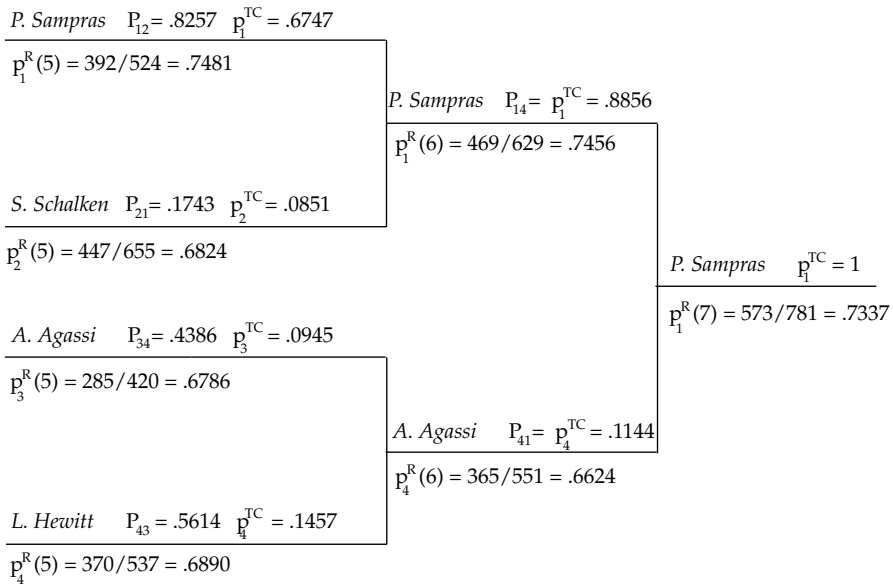 P. Sampras P₁₂= .8257 p₁ᵀᶜ = .6747
p₁ᴿ(5) = 392/524 = .7481
P. Sampras P₁₄= p₁ᵀᶜ = .8856
p₁ᴿ(6) = 469/629 = .7456
S. Schalken P₂₁= .1743 p₂ᵀᶜ = .0851
p₂ᴿ(5) = 447/655 = .6824
P. Sampras p₁ᵀᶜ = 1
p₁ᴿ(7) = 573/781 = .7337
A. Agassi P₃₄= .4386 p₃ᵀᶜ = .0945
p₃ᴿ(5) = 285/420 = .6786
A. Agassi P₄₁= p₄ᵀᶜ = .1144
p₄ᴿ(6) = 365/551 = .6624
L. Hewitt P₄₃ = .5614 p₄ᵀᶜ = .1457
p₄ᴿ(5) = 370/537 = .6890